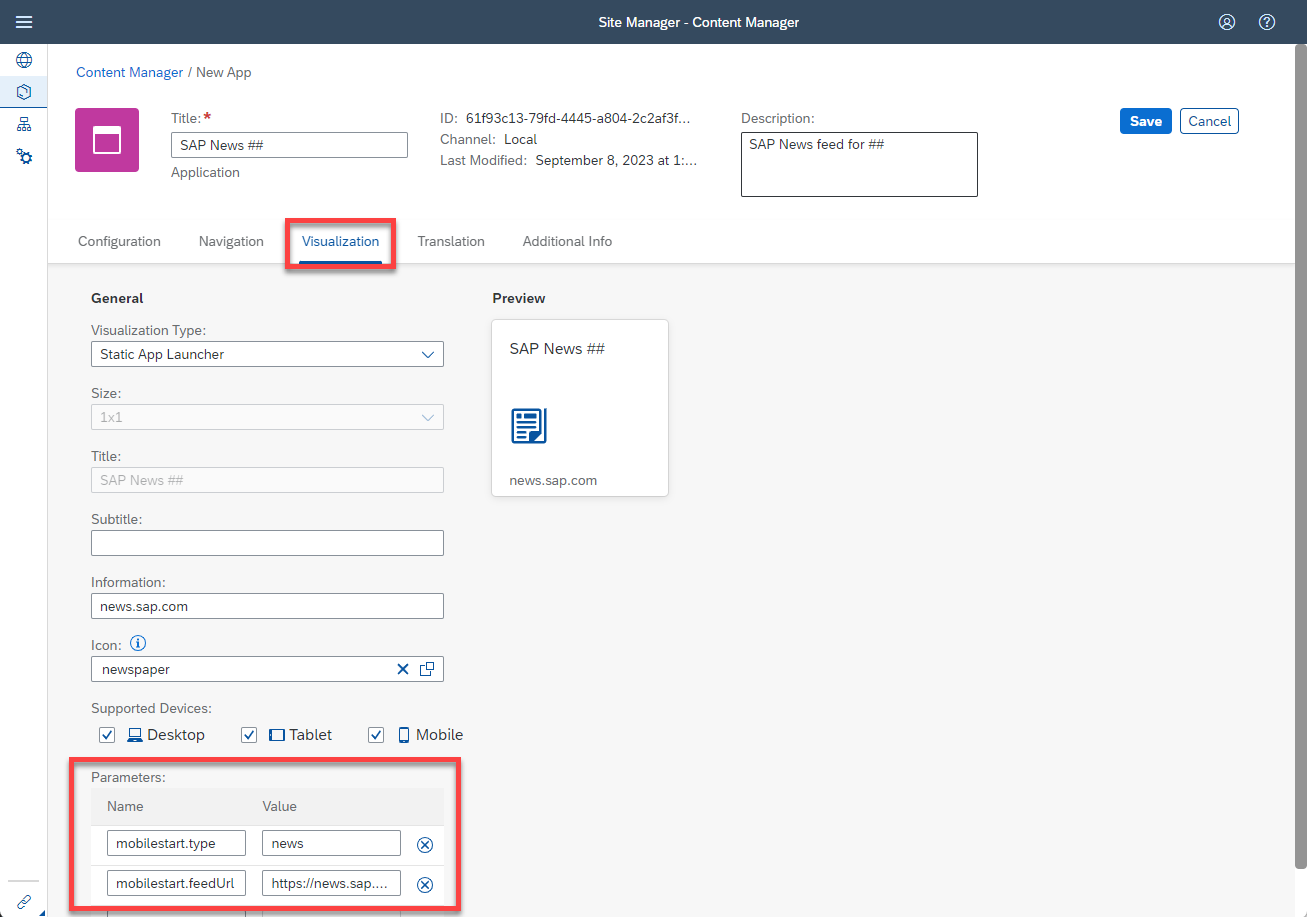 Site Manager - Content Manager
Content Manager / New App
Title:*
SAP News ##
Application
ID: 61f93c13-79fd-4445-a804-2c2af3f...
Channel: Local
Last Modified: September 8, 2023 at 1:...
Description:
SAP News feed for ##
Save
Cancel
Configuration
Navigation
Visualization
Translation
Additional Info
General
Visualization Type:
Static App Launcher
Size:
1x1
Title:
SAP News ##
Subtitle:
Information:
news.sap.com
Icon:
newspaper
Supported Devices:
Desktop
Tablet
Mobile
Parameters:
Name Value
mobilestart.type news
mobilestart.feedUrl https://news.sap....
Preview
SAP News ##
news.sap.com